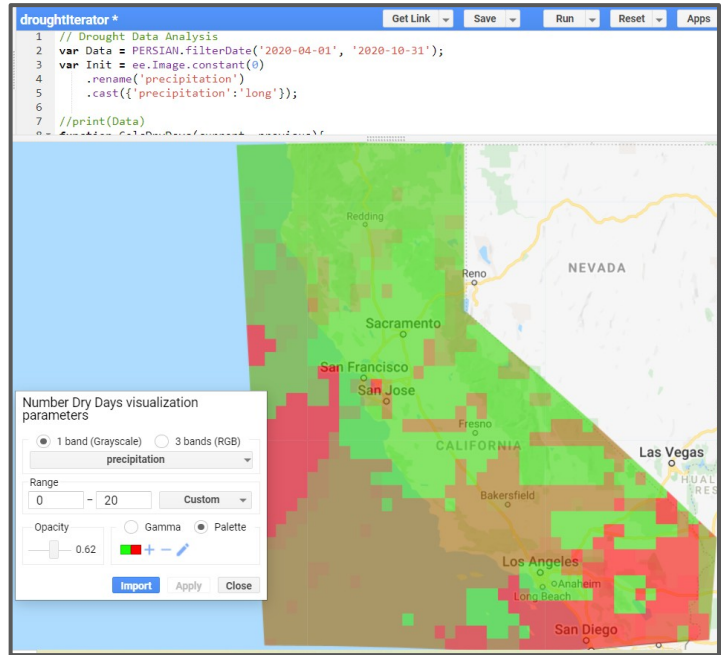 droughtIterator *
Get Link Save Run Reset Apps
1 // Drought Data Analysis
2 var Data = PERSIAN.filterDate('2020-04-01', '2020-10-31');
3 var Init = ee.Image.constant(0)
4 .rename('precipitation')
5 .cast({'precipitation':'long'});
6
7 //print(Data)
Redding
Reno
NEVADA
Sacramento
San Francisco
San Jose
Fresno
CALIFORNIA
Las Vegas
HUAL
RES
Bakersfield
Los Angeles
Anaheim
Long Beach
San Diego
Number Dry Days visualization
parameters
1 band (Grayscale) 3 bands (RGB)
precipitation
Range
0 – 20 Custom
Opacity Gamma Palette
0.62
Import Apply Close